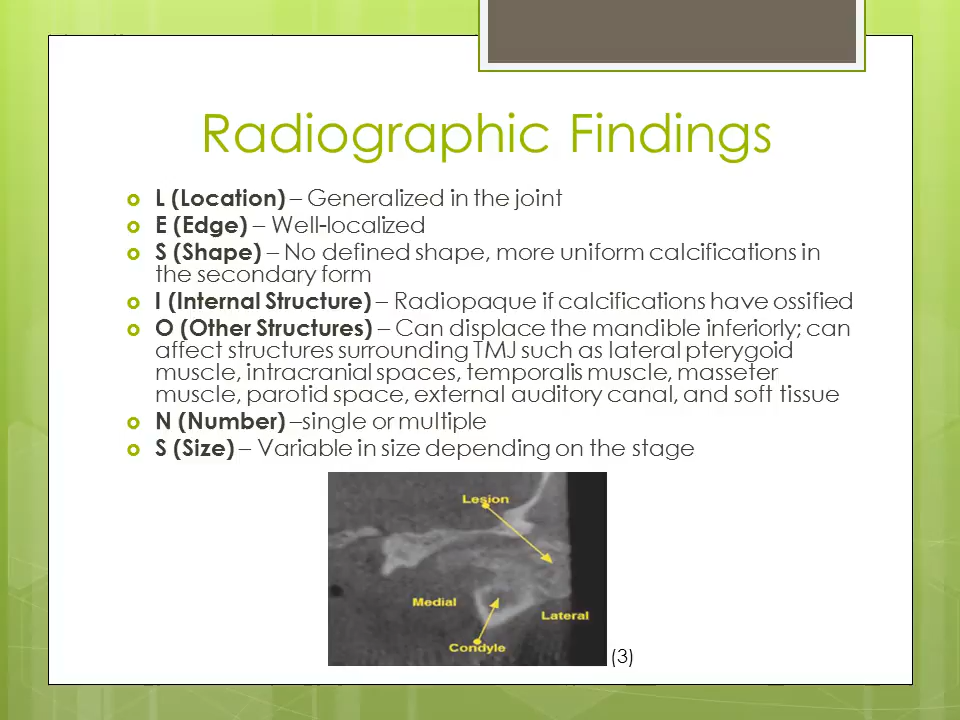 Radiographic Findings
L (Location) – Generalized in the joint
E (Edge) – Well-localized
S (Shape) – No defined shape, more uniform calcifications in
the secondary form
I (Internal Structure) – Radiopaque if calcifications have ossified
O (Other Structures) – Can displace the mandible inferiorly; can
affect structures surrounding TMJ such as lateral pterygoid
muscle, intracranial spaces, temporalis muscle, masseter
muscle, parotid space, external auditory canal, and soft tissue
N (Number) –single or multiple
S (Size) – Variable in size depending on the stage
Lesion
Medial
Lateral
Condyle
(3)